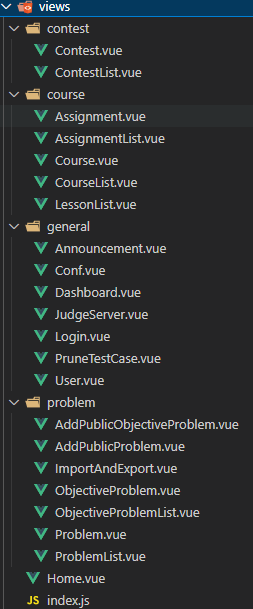 views
contest
Contest.vue
ContestList.vue
course
Assignment.vue
AssignmentList.vue
Course.vue
CourseList.vue
LessonList.vue
general
Announcement.vue
Conf.vue
Dashboard.vue
JudgeServer.vue
Login.vue
PruneTestCase.vue
User.vue
problem
AddPublicObjectiveProblem.vue
AddPublicProblem.vue
ImportAndExport.vue
ObjectiveProblem.vue
ObjectiveProblemList.vue
Problem.vue
ProblemList.vue
Home.vue
JS index.js